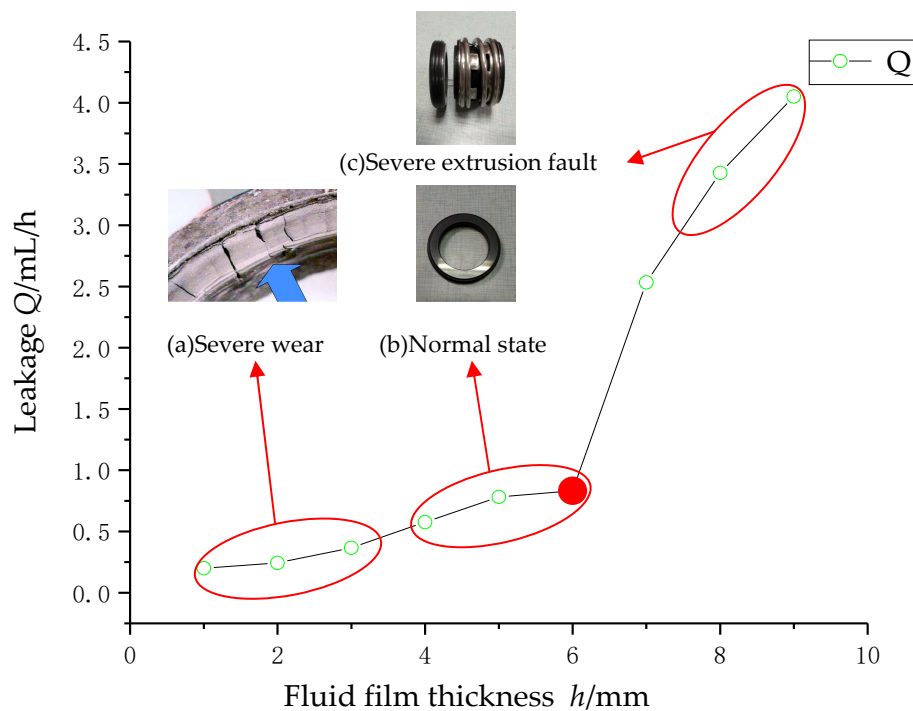 4.5
4.0
3.5
3.0
2.5
2.0
1.5
1.0
0.5
0.0
Leakage Q/mL/h
Q
(c)Severe extrusion fault
(a)Severe wear
(b)Normal state
0 2 4 6 8 10
Fluid film thickness h/mm